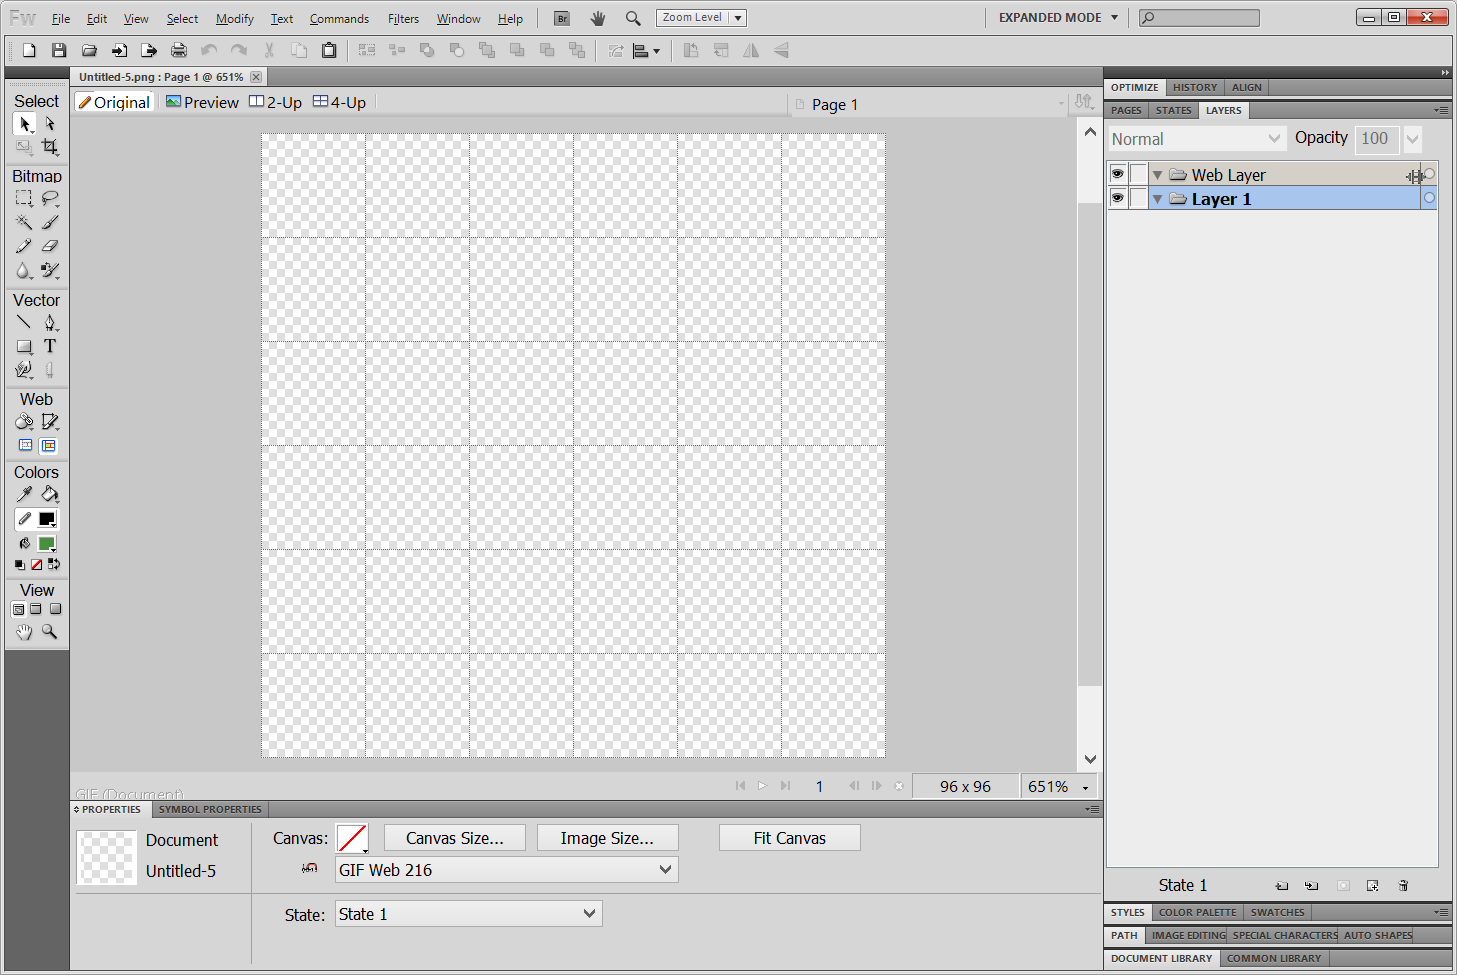 Fw File Edit View Select Modify Text Commands Filters Window Help Br Zoom Level EXPANDED MODE
Untitled-5.png : Page 1 @ 651%
Original Preview 2-Up 4-Up Page 1
Select
Bitmap
Vector
T
Web
Colors
View
OPTIMIZE HISTORY ALIGN
PAGES STATES LAYERS
Normal Opacity 100
Web Layer
Layer 1
State 1
1 96 x 96 651%
GIF (Document)
PROPERTIES SYMBOL PROPERTIES
Document
Untitled-5
Canvas: Canvas Size... Image Size... Fit Canvas
GIF Web 216
State: State 1
STYLES COLOR PALETTE SWATCHES
PATH IMAGE EDITING SPECIAL CHARACTERS AUTO SHAPES
DOCUMENT LIBRARY COMMON LIBRARY